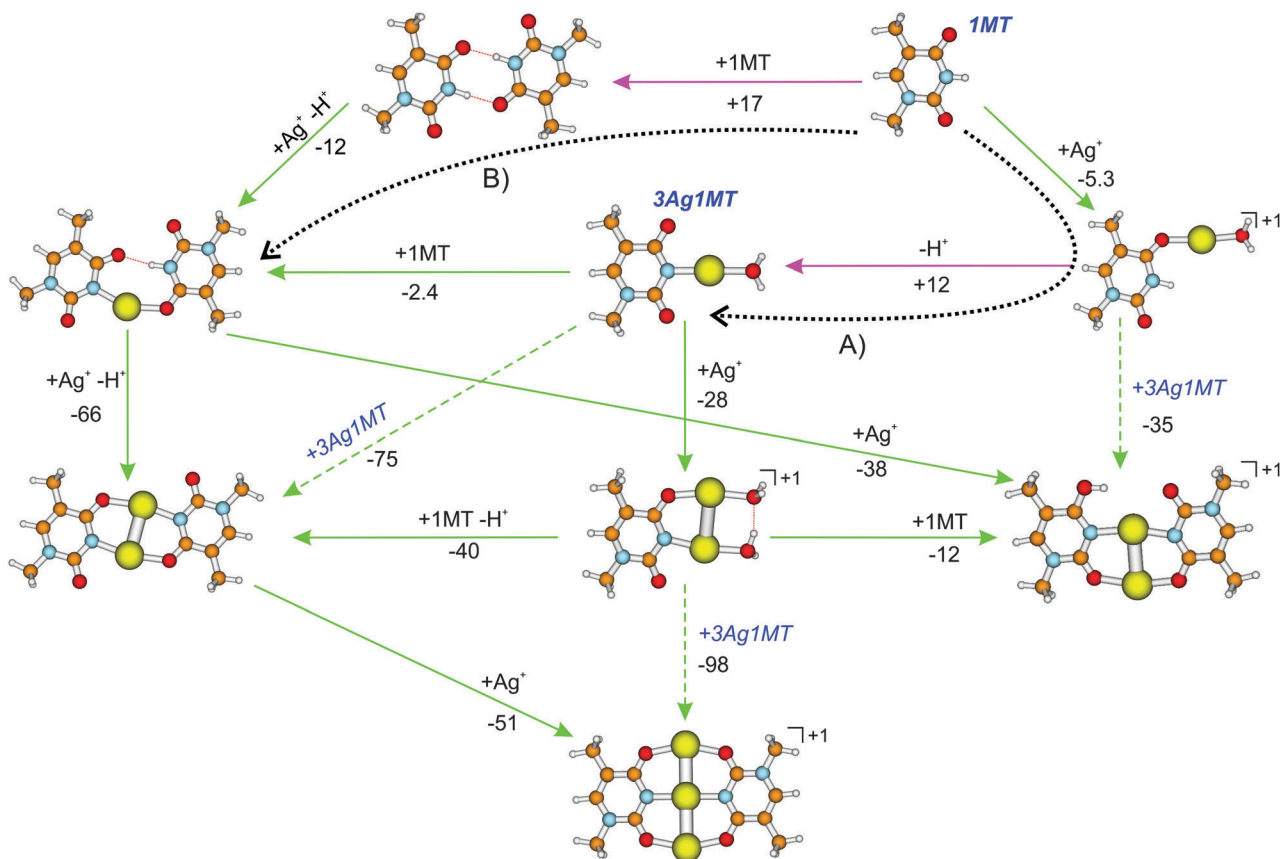 1MT
+1MT
+17
+Ag⁺ -H⁺
-12
+Ag⁺
-5.3
B)
3Ag1MT
+1
+1MT
-2.4
-H⁺
+12
A)
+Ag⁺ -H⁺
-66
+3Ag1MT
-75
+Ag⁺
-28
+Ag⁺
-38
+3Ag1MT
-35
+1
+1
+1MT -H⁺
-40
+1MT
-12
+3Ag1MT
-98
+Ag⁺
-51
+1